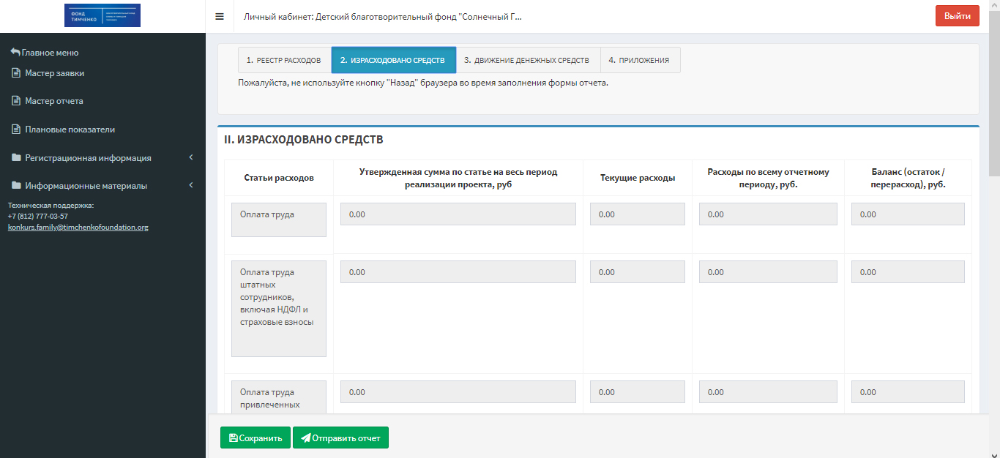 ФОНД
ТИМЧЕНКО
Личный кабинет: Детский благотворительный фонд "Солнечный Г...
Выйти
Главное меню
Мастер заявки
Мастер отчета
Плановые показатели
Регистрационная информация
Информационные материалы
Техническая поддержка:
+7 (812) 777-03-57
konkurs.family@timchenkofoundation.org
1. РЕЕСТР РАСХОДОВ
2. ИЗРАСХОДОВАНО СРЕДСТВ
3. ДВИЖЕНИЕ ДЕНЕЖНЫХ СРЕДСТВ
4. ПРИЛОЖЕНИЯ
Пожалуйста, не используйте кнопку "Назад" браузера во время заполнения формы отчета.
II. ИЗРАСХОДОВАНО СРЕДСТВ
Статьи расходов
Утвержденная сумма по статье на весь период
реализации проекта, руб
Текущие расходы
Расходы по всему отчетному
периоду, руб.
Баланс (остаток /
перерасход), руб.
Оплата труда
0.00
0.00
0.00
0.00
Оплата труда
штатных
сотрудников,
включая НДФЛ и
страховые взносы
0.00
0.00
0.00
0.00
Оплата труда
привлеченных
0.00
0.00
0.00
0.00
Сохранить
Отправить отчет